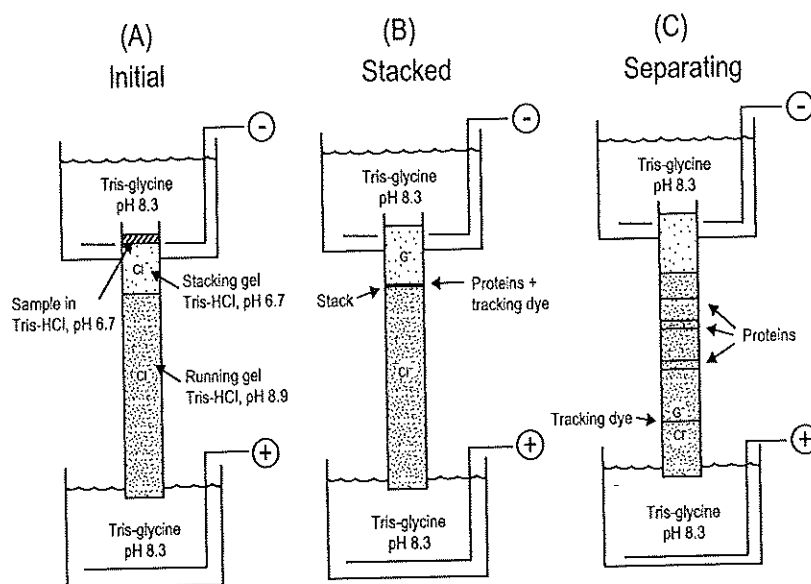 (A)
Initial
−
Tris-glycine
pH 8.3
Cl⁻
Sample in
Tris-HCl, pH 6.7
Stacking gel
Tris-HCl, pH 6.7
Cl⁻
Running gel
Tris-HCl, pH 8.9
+
Tris-glycine
pH 8.3
(B)
Stacked
−
Tris-glycine
pH 8.3
G⁻
Stack
Proteins +
tracking dye
Cl⁻
+
Tris-glycine
pH 8.3
(C)
Separating
−
Tris-glycine
pH 8.3
Proteins
Tracking dye
G⁻
Cl⁻
+
Tris-glycine
pH 8.3